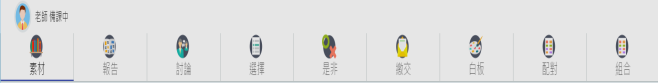 老師 備課中
素材 報告 討論 選擇 是非 繳交 白板 配對 組合